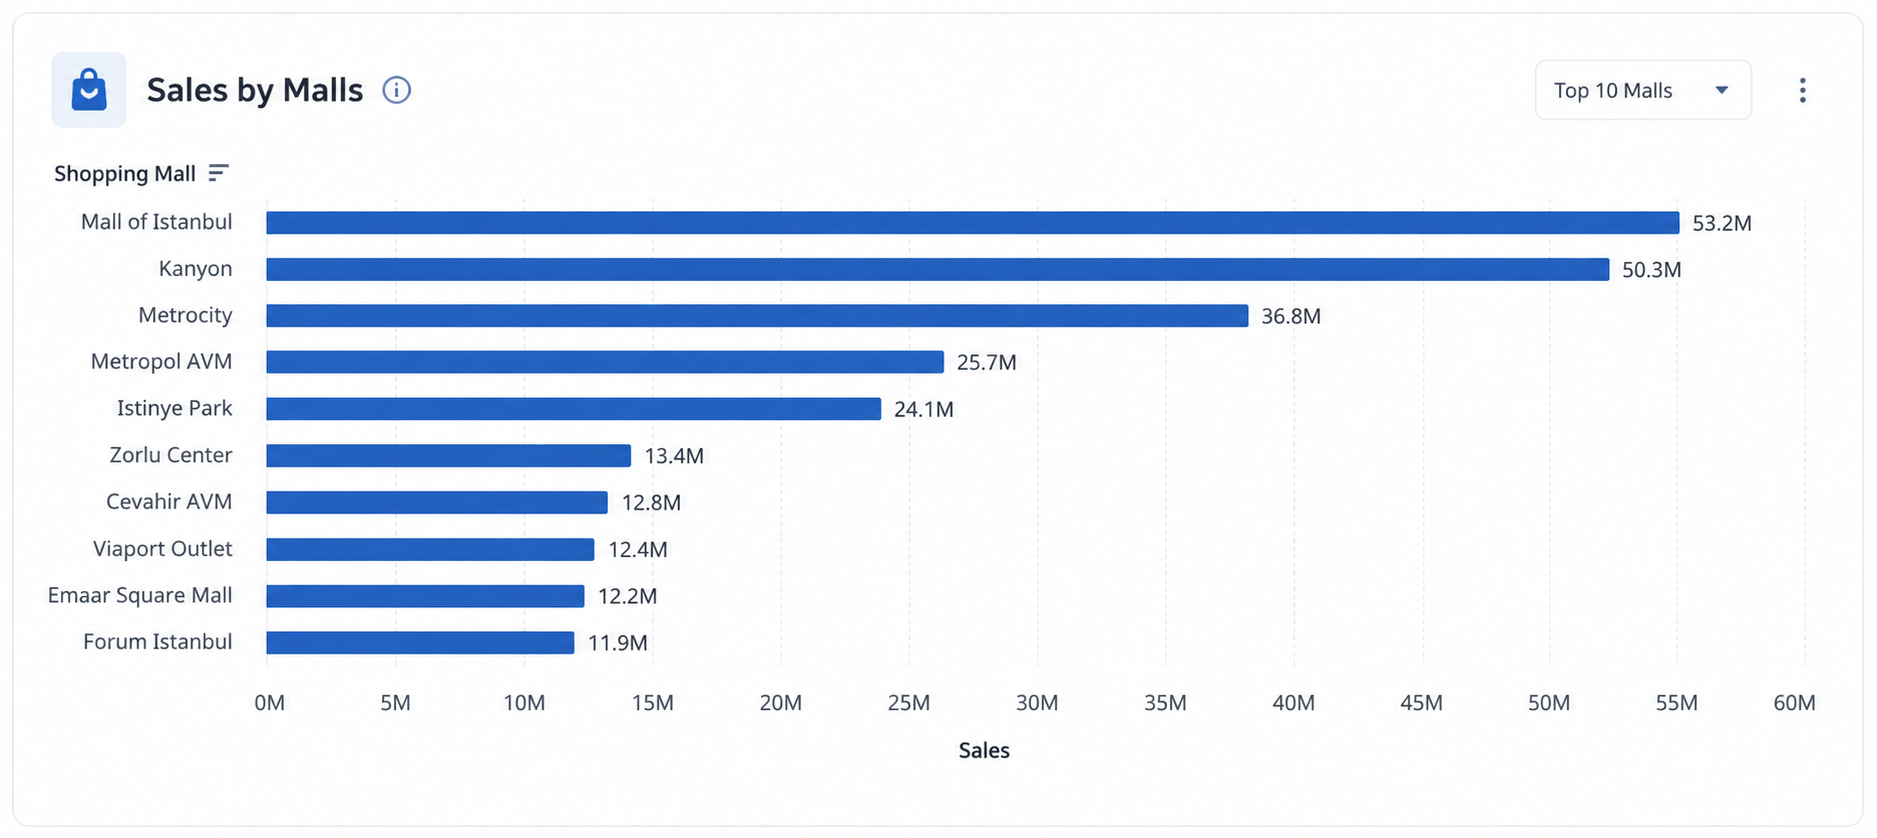 Sales by Malls
Top 10 Malls
Shopping Mall
Mall of Istanbul 53.2M
Kanyon 50.3M
Metrocity 36.8M
Metropol AVM 25.7M
Istinye Park 24.1M
Zorlu Center 13.4M
Cevahir AVM 12.8M
Viaport Outlet 12.4M
Emaar Square Mall 12.2M
Forum Istanbul 11.9M
0M 5M 10M 15M 20M 25M 30M 35M 40M 45M 50M 55M 60M
Sales